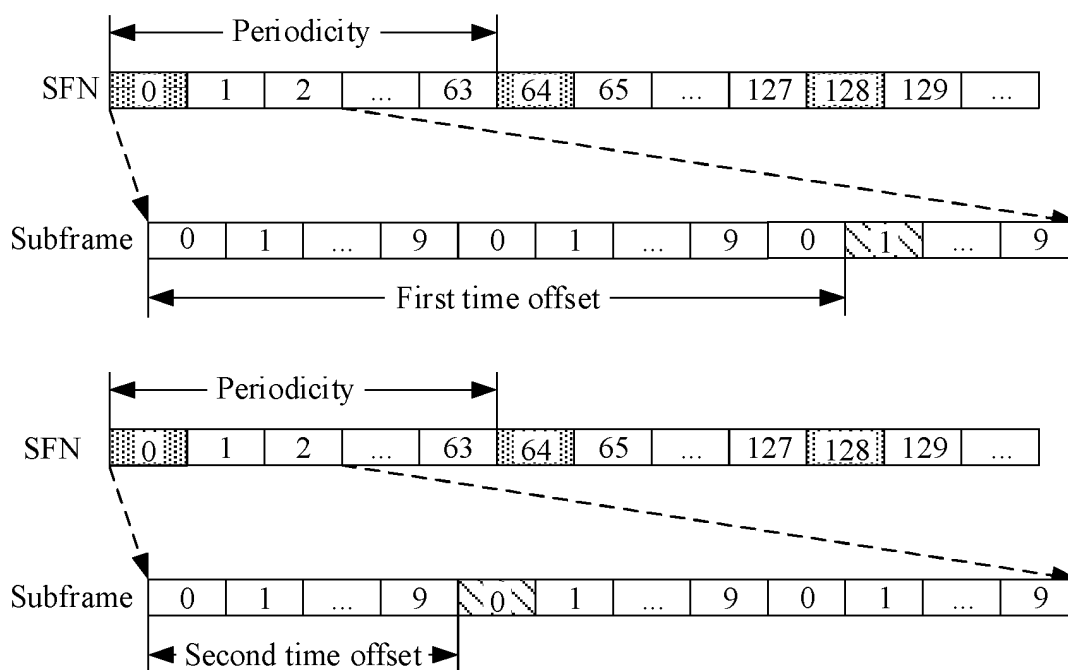 Periodicity
SFN 0 1 2 ... 63 64 65 ... 127 128 129 ...
Subframe 0 1 ... 9 0 1 ... 9 0 1 ... 9
First time offset
Periodicity
SFN 0 1 2 ... 63 64 65 ... 127 128 129 ...
Subframe 0 1 ... 9 0 1 ... 9 0 1 ... 9
Second time offset